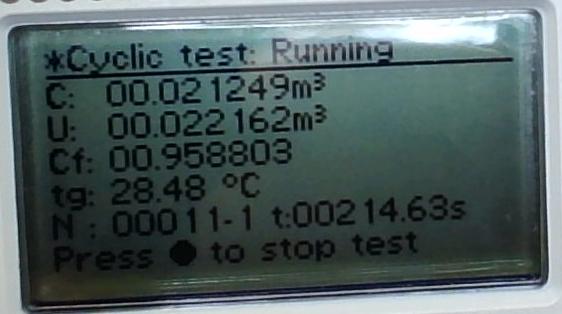 *Cyclic test: Running
C: 00.021249m³
U: 00.022162m³
Cf: 00.958803
tg: 28.48 °C
N : 00011-1 t:00214.63s
Press ● to stop test